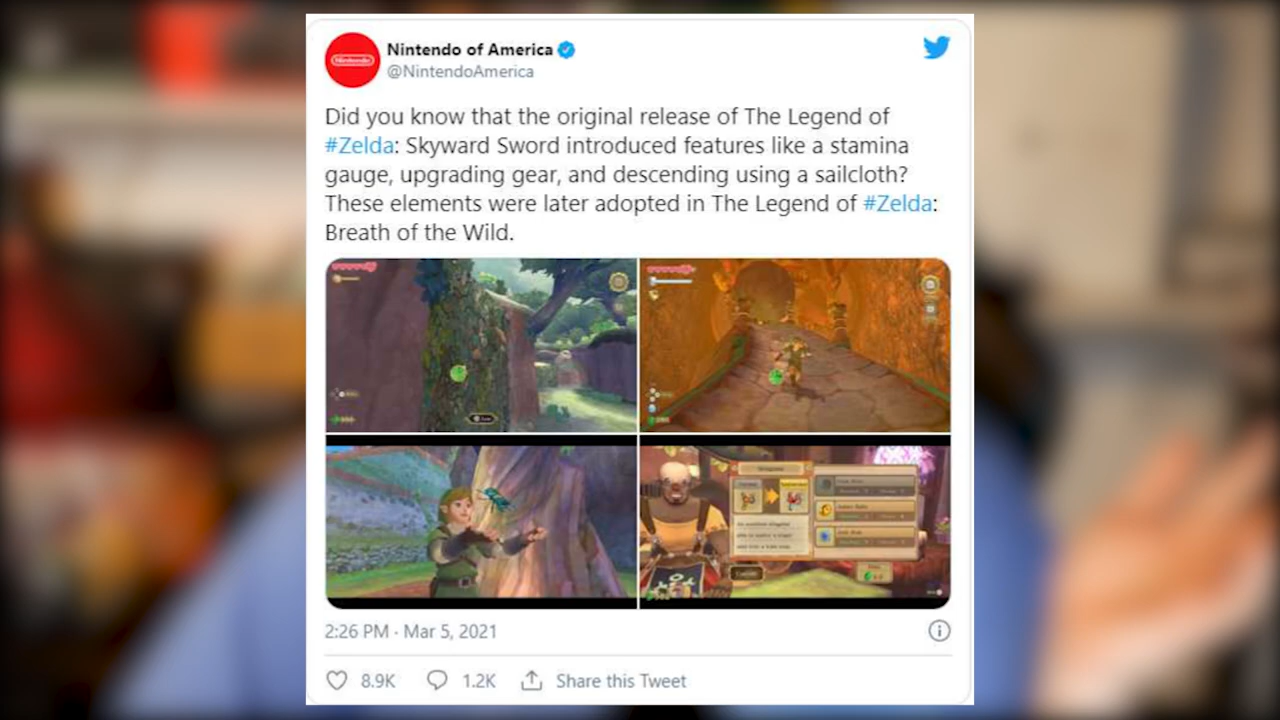 Nintendo of America
Nintendo
@NintendoAmerica
Did you know that the original release of The Legend of
#Zelda: Skyward Sword introduced features like a stamina
gauge, upgrading gear, and descending using a sailcloth?
These elements were later adopted in The Legend of #Zelda:
Breath of the Wild.
2:26 PM · Mar 5, 2021
8.9K
1.2K
Share this Tweet